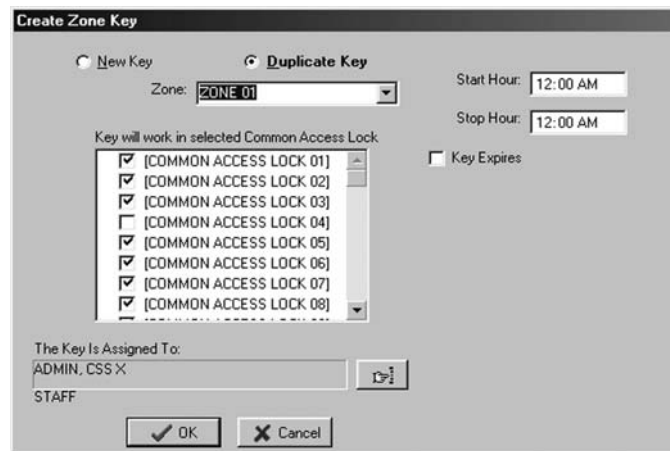 Create Zone Key
New Key
Duplicate Key
Zone: ZONE 01
Start Hour: 12:00 AM
Stop Hour: 12:00 AM
Key Expires
Key will work in selected Common Access Lock
[COMMON ACCESS LOCK 01]
[COMMON ACCESS LOCK 02]
[COMMON ACCESS LOCK 03]
[COMMON ACCESS LOCK 04]
[COMMON ACCESS LOCK 05]
[COMMON ACCESS LOCK 06]
[COMMON ACCESS LOCK 07]
[COMMON ACCESS LOCK 08]
The Key Is Assigned To:
ADMIN, CSS X
STAFF
OK
Cancel